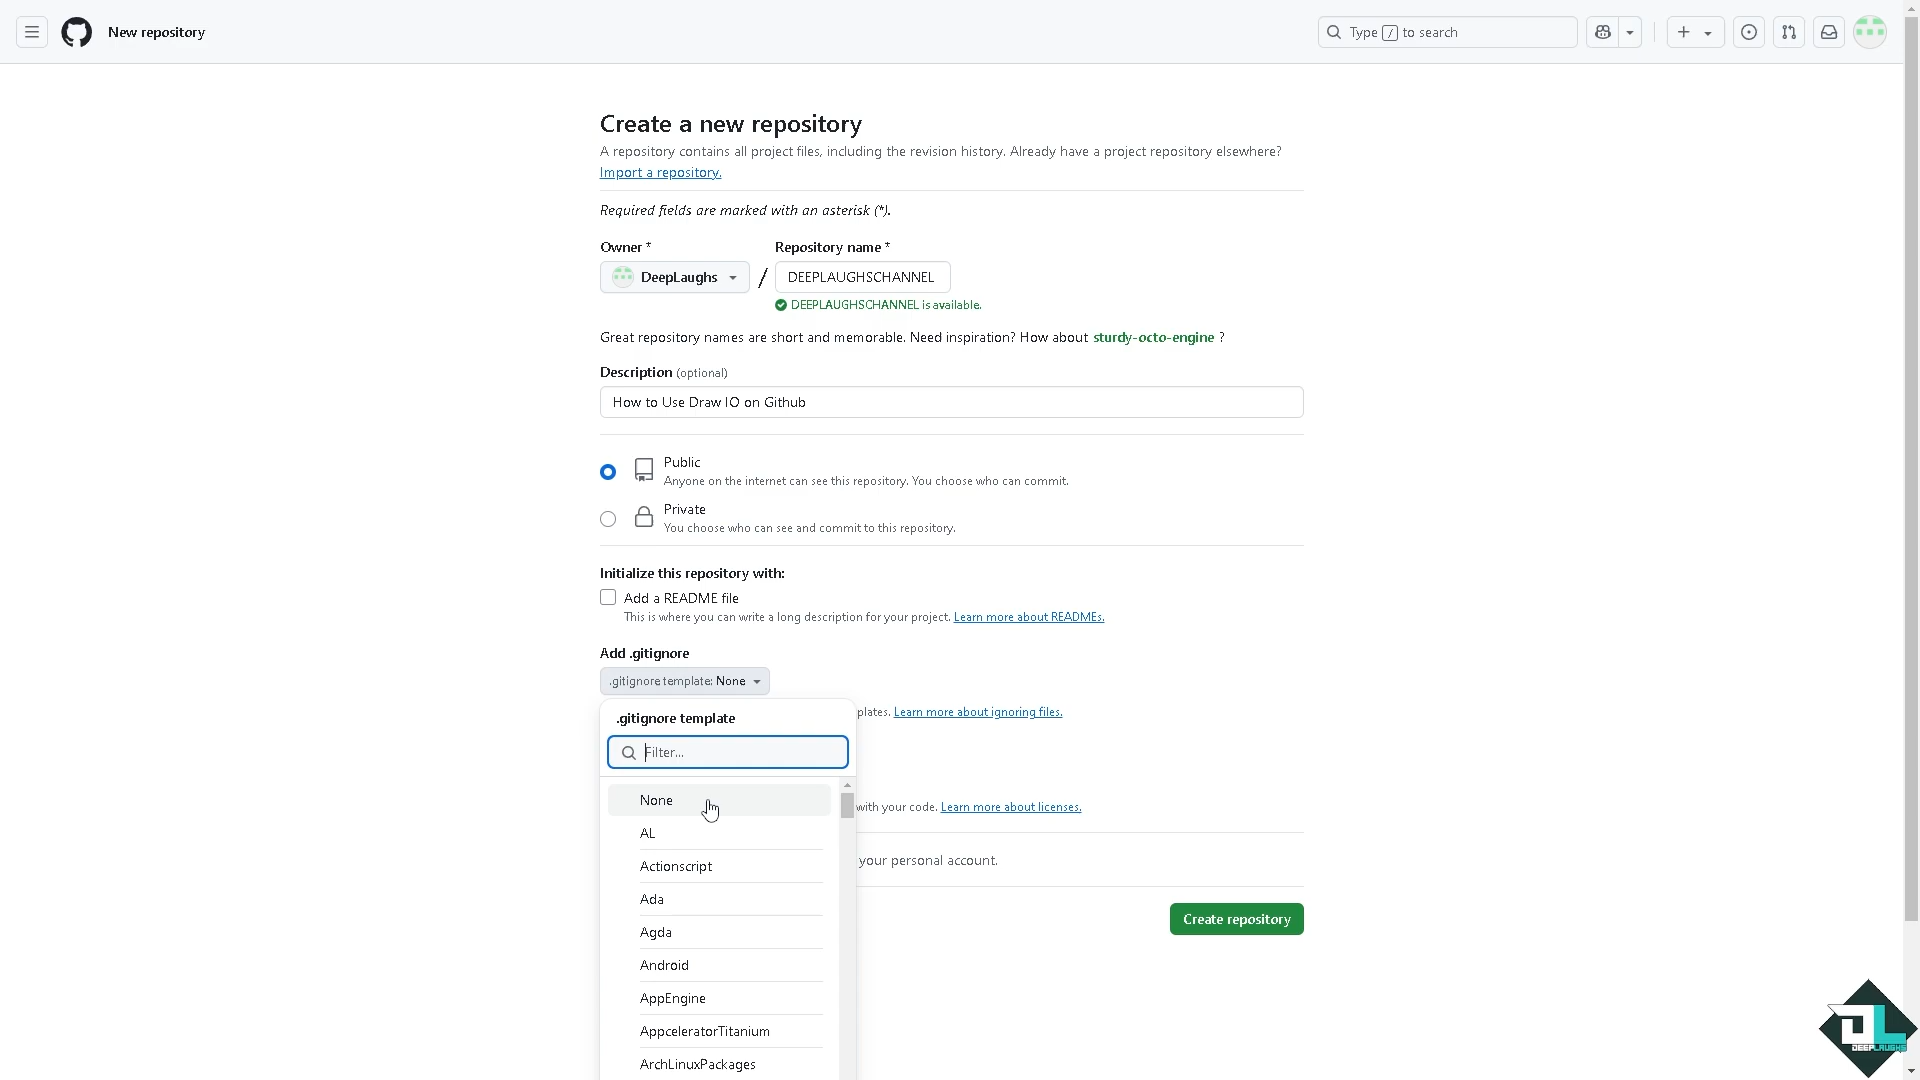 New repository
Type / to search
Create a new repository
A repository contains all project files, including the revision history. Already have a project repository elsewhere?
Import a repository.
Required fields are marked with an asterisk (*).
Owner * Repository name *
DeepLaughs / DEEPLAUGHSCHANNEL
DEEPLAUGHSCHANNEL is available.
Great repository names are short and memorable. Need inspiration? How about sturdy-octo-engine ?
Description (optional)
How to Use Draw IO on Github
Public
Anyone on the internet can see this repository. You choose who can commit.
Private
You choose who can see and commit to this repository.
Initialize this repository with:
Add a README file
This is where you can write a long description for your project. Learn more about READMEs.
Add .gitignore
.gitignore template: None
plates. Learn more about ignoring files.
.gitignore template
Filter...
None
with your code. Learn more about licenses.
AL
your personal account.
Actionscript
Ada
Create repository
Agda
Android
AppEngine
AppceleratorTitanium
ArchLinuxPackages
DL
DEEPLAUGHS